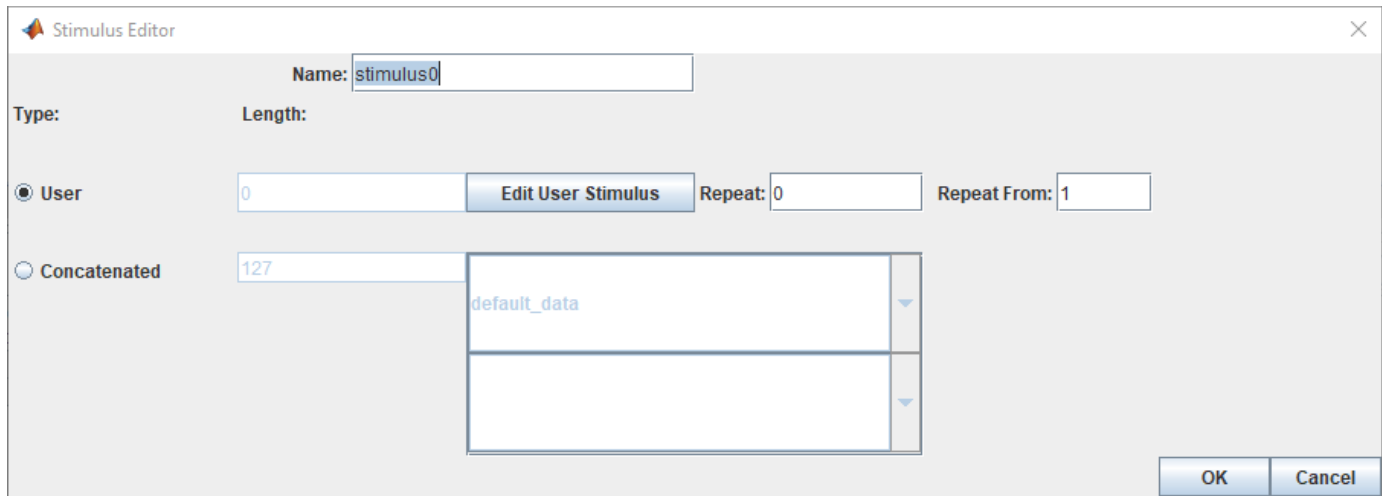 Stimulus Editor
Name: stimulus0
Type: Length:
User 0 Edit User Stimulus Repeat: 0 Repeat From: 1
Concatenated 127 default_data
OK Cancel